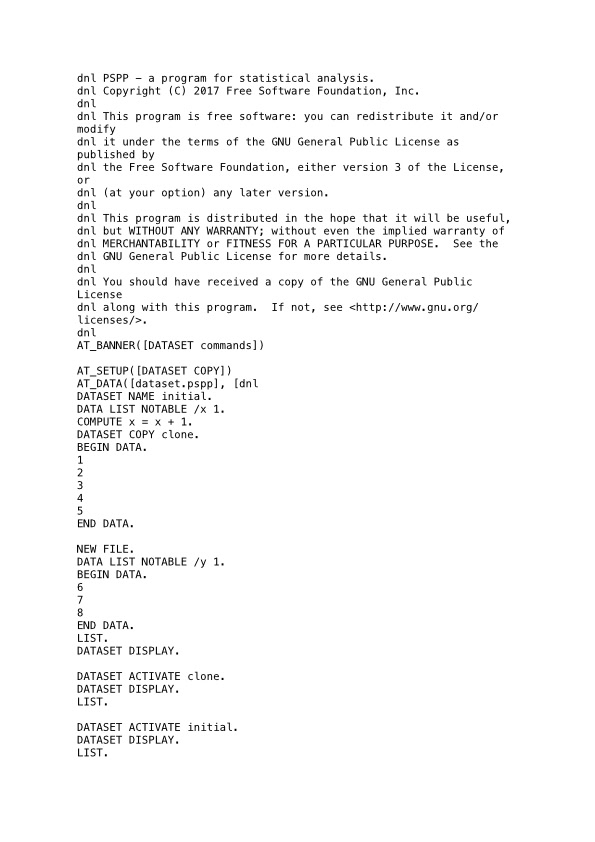 dnl PSPP - a program for statistical analysis.
dnl Copyright (C) 2017 Free Software Foundation, Inc.
dnl
dnl This program is free software: you can redistribute it and/or
modify
dnl it under the terms of the GNU General Public License as
published by
dnl the Free Software Foundation, either version 3 of the License,
or
dnl (at your option) any later version.
dnl
dnl This program is distributed in the hope that it will be useful,
dnl but WITHOUT ANY WARRANTY; without even the implied warranty of
dnl MERCHANTABILITY or FITNESS FOR A PARTICULAR PURPOSE.  See the
dnl GNU General Public License for more details.
dnl
dnl You should have received a copy of the GNU General Public
License
dnl along with this program.  If not, see <http://www.gnu.org/
licenses/>.
dnl
AT_BANNER([DATASET commands])

AT_SETUP([DATASET COPY])
AT_DATA([dataset.pspp], [dnl
DATASET NAME initial.
DATA LIST NOTABLE /x 1.
COMPUTE x = x + 1.
DATASET COPY clone.
BEGIN DATA.
1
2
3
4
5
END DATA.

NEW FILE.
DATA LIST NOTABLE /y 1.
BEGIN DATA.
6
7
8
END DATA.
LIST.
DATASET DISPLAY.

DATASET ACTIVATE clone.
DATASET DISPLAY.
LIST.

DATASET ACTIVATE initial.
DATASET DISPLAY.
LIST.